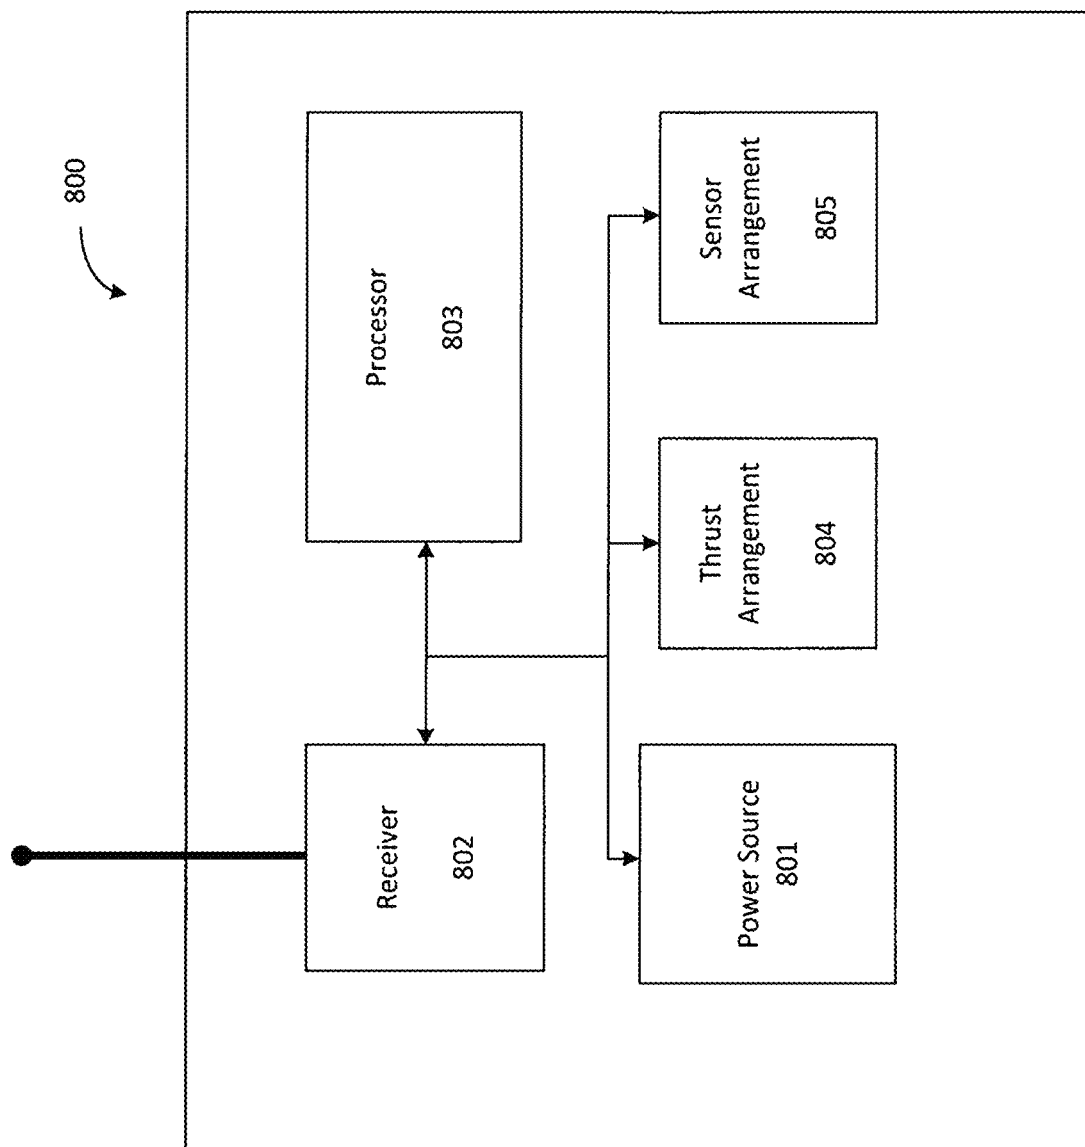 800
Receiver
802
Processor
803
Power Source
801
Thrust
Arrangement
804
Sensor
Arrangement
805